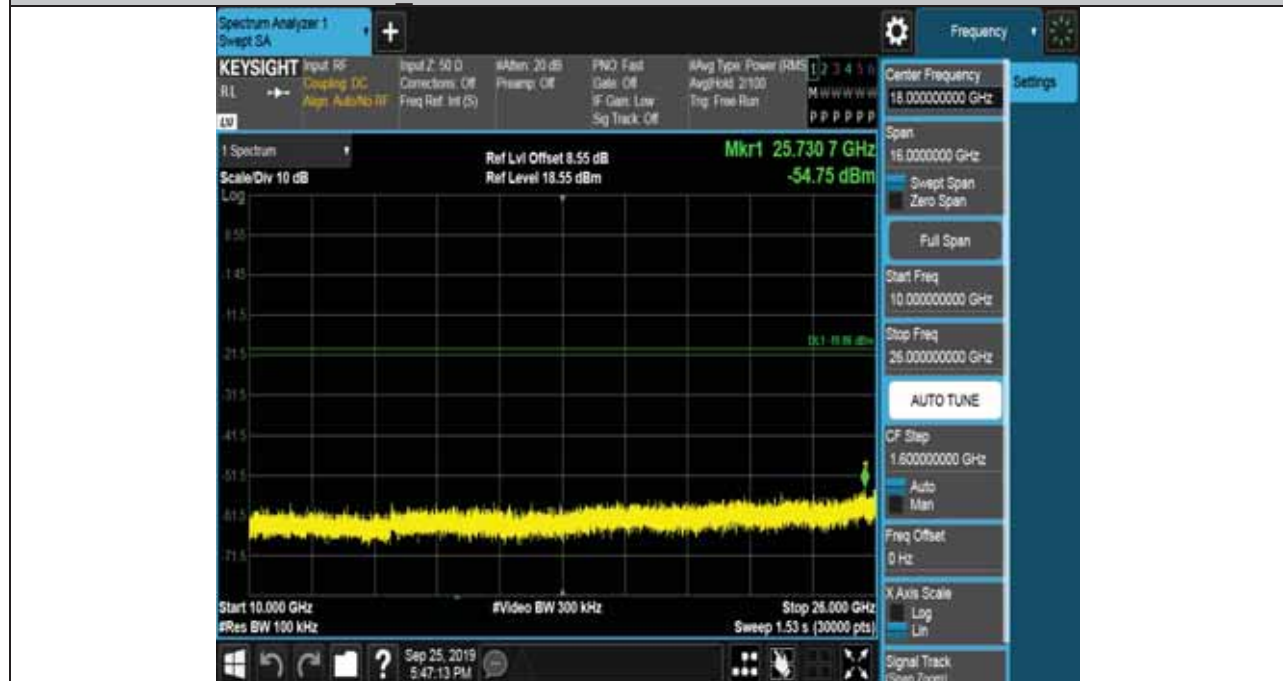 Spectrum Analyzer 1
Swept SA
Frequency
KEYSIGHT
RL
Input: RF
Coupling: DC
Align: Auto/No RF
Input Z: 50 Ω
Corrections: Off
Freq Ref: Int (S)
#Atten: 20 dB
Preamp: Off
PNO: Fast
Gate: Off
IF Gain: Low
Sig Track: Off
#Avg Type: Power (RMS
Avg|Hold: 2/100
Trig: Free Run
1 2 3 4 5 6
M W W W W W
P P P P P P
LV
1 Spectrum
Scale/Div 10 dB
Log
Ref Lvl Offset 8.55 dB
Ref Level 18.55 dBm
Mkr1 25.730 7 GHz
-54.75 dBm
8.55
-1.45
-11.5
-21.5
-31.5
-41.5
-51.5
-61.5
-71.5
DL1 dBm
Start 10.000 GHz
#Res BW 100 kHz
#Video BW 300 kHz
Stop 26.000 GHz
Sweep 1.53 s (30000 pts)
Sep 25, 2019
5:47:13 PM
Center Frequency
18.000000000 GHz
Settings
Span
16.0000000 GHz
Swept Span
Zero Span
Full Span
Start Freq
10.000000000 GHz
Stop Freq
26.000000000 GHz
AUTO TUNE
CF Step
1.600000000 GHz
Auto
Man
Freq Offset
0 Hz
X Axis Scale
Log
Lin
Signal Track
(Span Zoom)